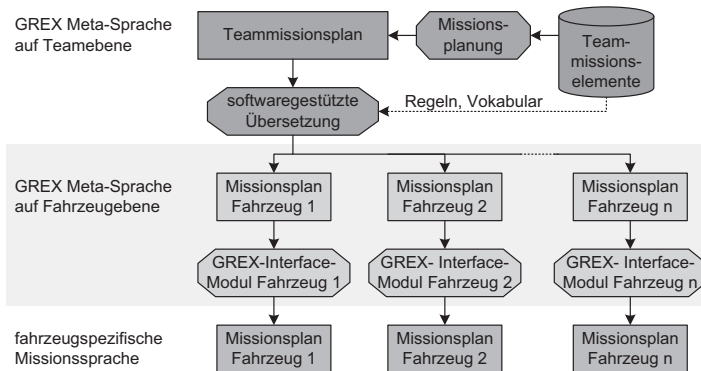 GREX Meta-Sprache
auf Teamebene
Teammissionsplan
Missions-
planung
Team-
missions-
elemente
softwaregestützte
Übersetzung
Regeln, Vokabular
GREX Meta-Sprache
auf Fahrzeugebene
Missionsplan
Fahrzeug 1
Missionsplan
Fahrzeug 2
Missionsplan
Fahrzeug n
GREX-Interface-
Modul Fahrzeug 1
GREX- Interface-
Modul Fahrzeug 2
GREX- Interface-
Modul Fahrzeug n
fahrzeugspezifische
Missionssprache
Missionsplan
Fahrzeug 1
Missionsplan
Fahrzeug 2
Missionsplan
Fahrzeug n